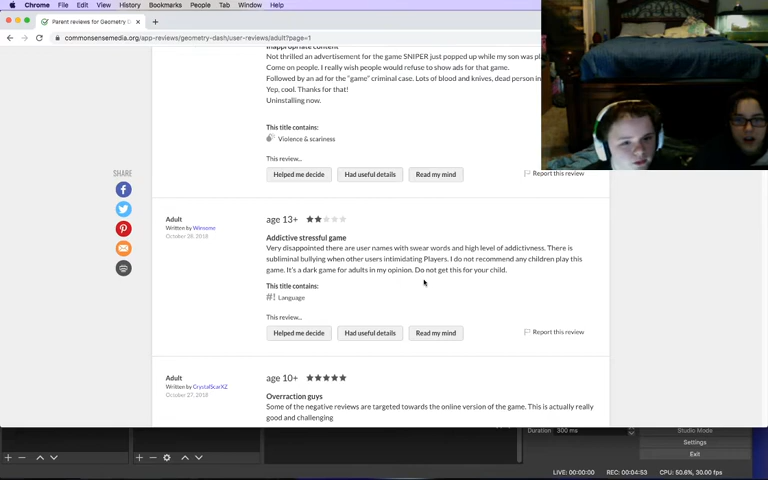 Chrome File Edit View History Bookmarks People Tab Window Help
Parent reviews for Geometry D
commonsensemedia.org/app-reviews/geometry-dash/user-reviews/adult?page=1
Inappropriate content
Not thrilled an advertisement for the game SNIPER just popped up while my son was pl
Come on people. I really wish people would refuse to show ads for that game.
Followed by an ad for the "game" criminal case. Lots of blood and knives, dead person in
Yep, cool. Thanks for that!
Uninstalling now.
This title contains:
Violence & scariness
This review...
Helped me decide Had useful details Read my mind
Report this review
SHARE
Adult
Written by Winsome
October 28, 2018
age 13+
Addictive stressful game
Very disappointed there are user names with swear words and high level of addictivness. There is
subliminal bullying when other users intimidating Players. I do not recommend any children play this
game. It's a dark game for adults in my opinion. Do not get this for your child.
This title contains:
#! Language
This review...
Helped me decide Had useful details Read my mind
Report this review
Adult
Written by CrystalScarXZ
October 27, 2018
age 10+
Overraction guys
Some of the negative reviews are targeted towards the online version of the game. This is actually really
good and challenging
Duration 300 ms
Studio Mode
Settings
Exit
LIVE: 00:00:00 REC: 00:04:53 CPU: 50.6%, 30.00 fps